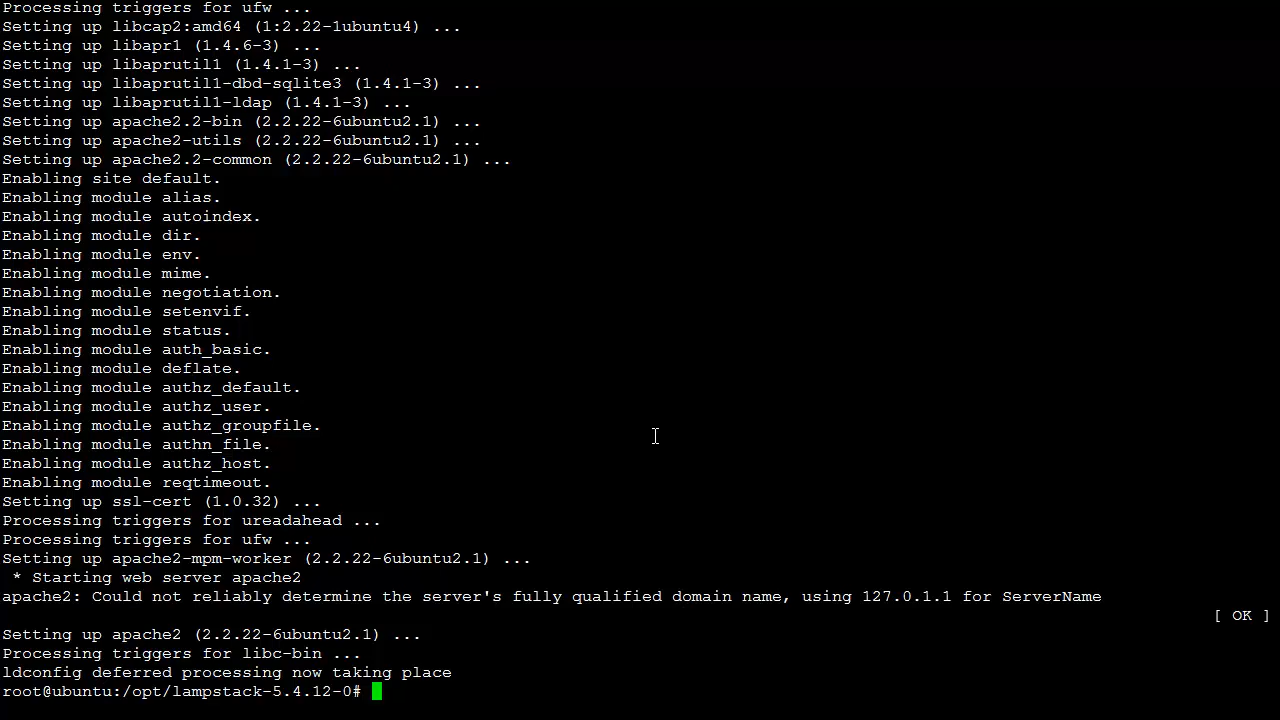 Processing triggers for ufw ...
Setting up libcap2:amd64 (1:2.22-1ubuntu4) ...
Setting up libapr1 (1.4.6-3) ...
Setting up libaprutil1 (1.4.1-3) ...
Setting up libaprutil1-dbd-sqlite3 (1.4.1-3) ...
Setting up libaprutil1-ldap (1.4.1-3) ...
Setting up apache2.2-bin (2.2.22-6ubuntu2.1) ...
Setting up apache2-utils (2.2.22-6ubuntu2.1) ...
Setting up apache2.2-common (2.2.22-6ubuntu2.1) ...
Enabling site default.
Enabling module alias.
Enabling module autoindex.
Enabling module dir.
Enabling module env.
Enabling module mime.
Enabling module negotiation.
Enabling module setenvif.
Enabling module status.
Enabling module auth_basic.
Enabling module deflate.
Enabling module authz_default.
Enabling module authz_user.
Enabling module authz_groupfile.
Enabling module authn_file.
Enabling module authz_host.
Enabling module reqtimeout.
Setting up ssl-cert (1.0.32) ...
Processing triggers for ureadahead ...
Processing triggers for ufw ...
Setting up apache2-mpm-worker (2.2.22-6ubuntu2.1) ...
 * Starting web server apache2
apache2: Could not reliably determine the server's fully qualified domain name, using 127.0.1.1 for ServerName
[ OK ]
Setting up apache2 (2.2.22-6ubuntu2.1) ...
Processing triggers for libc-bin ...
ldconfig deferred processing now taking place
root@ubuntu:/opt/lampstack-5.4.12-0#